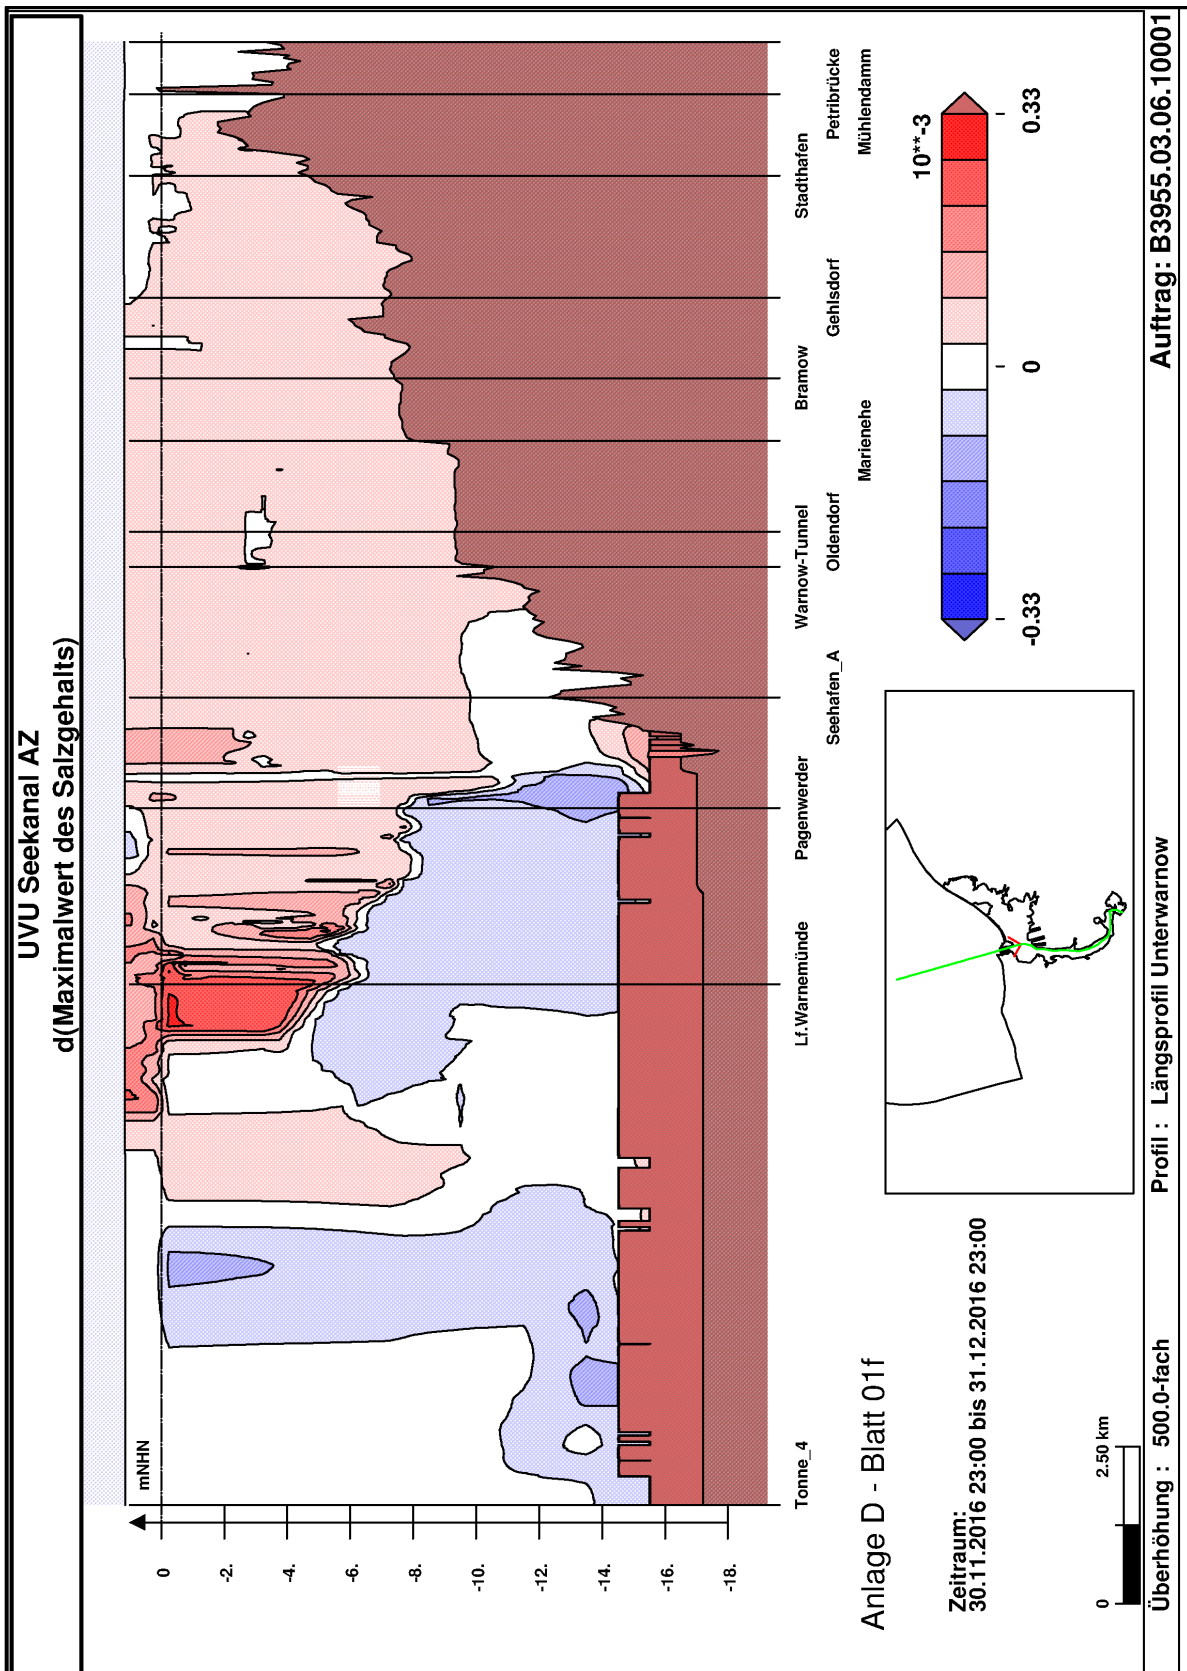 UVU Seekanal AZ
d(Maximalwert des Salzgehalts)
mNHN
0
-2.
-4.
-6.
-8.
-10.
-12.
-14.
-16.
-18.
Tonne_4
Lf.Warnemünde
Pagenwerder
Seehafen_A
Warnow-Tunnel
Oldendorf
Marienehe
Bramow
Gehlsdorf
Stadthafen
Mühlendamm
Petribrücke
Anlage D - Blatt 01f
Zeitraum:
30.11.2016 23:00 bis 31.12.2016 23:00
0 2.50 km
10**-3
-0.33 0 0.33
Überhöhung : 500.0-fach Profil : Längsprofil Unterwarnow Auftrag: B3955.03.06.10001